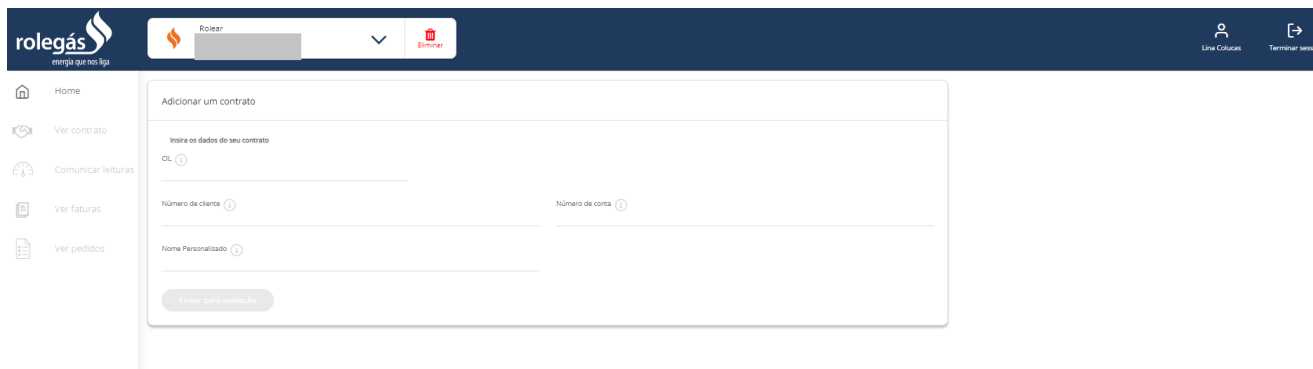 rolegás
energia que nos liga
Rolear
Eliminar
Lina Colucas
Terminar sess
Home
Ver contrato
Comunicar leituras
Ver faturas
Ver pedidos
Adicionar um contrato
Insira os dados do seu contrato
CIL
Número de cliente
Número de conta
Nome Personalizado
Enviar para avaliação